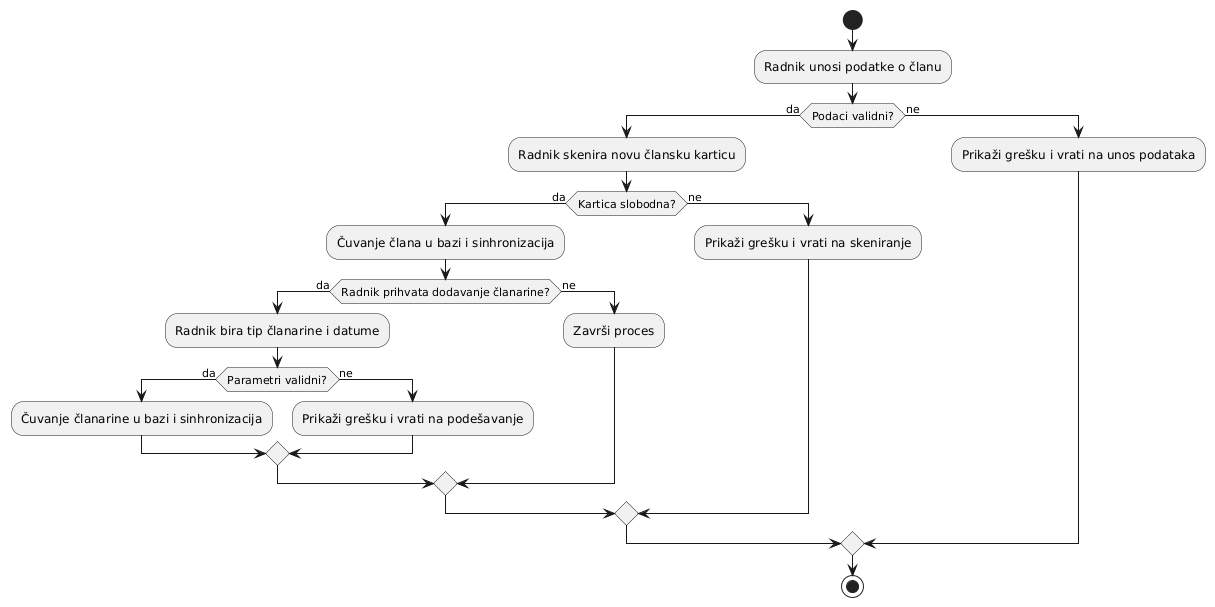 Radnik unosi podatke o članu
da
Podaci validni?
ne
Radnik skenira novu člansku karticu
Prikaži grešku i vrati na unos podataka
da
Kartica slobodna?
ne
Čuvanje člana u bazi i sinhronizacija
Prikaži grešku i vrati na skeniranje
da
Radnik prihvata dodavanje članarine?
ne
Radnik bira tip članarine i datume
Završi proces
da
Parametri validni?
ne
Čuvanje članarine u bazi i sinhronizacija
Prikaži grešku i vrati na podešavanje